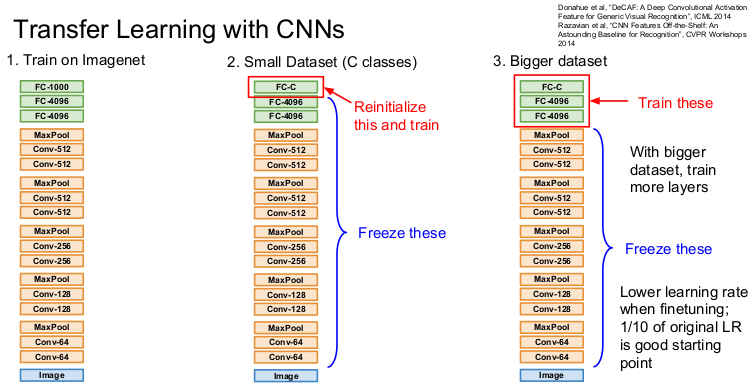 Transfer Learning with CNNs
Donahue et al, “DeCAF: A Deep Convolutional Activation
Feature for Generic Visual Recognition”, ICML 2014
Razavian et al, “CNN Features Off-the-Shelf: An
Astounding Baseline for Recognition”, CVPR Workshops
2014
1. Train on Imagenet
FC-1000
FC-4096
FC-4096
MaxPool
Conv-512
Conv-512
MaxPool
Conv-512
Conv-512
MaxPool
Conv-256
Conv-256
MaxPool
Conv-128
Conv-128
MaxPool
Conv-64
Conv-64
Image
2. Small Dataset (C classes)
FC-C
FC-4096
FC-4096
MaxPool
Conv-512
Conv-512
MaxPool
Conv-512
Conv-512
MaxPool
Conv-256
Conv-256
MaxPool
Conv-128
Conv-128
MaxPool
Conv-64
Conv-64
Image
Reinitialize
this and train
Freeze these
3. Bigger dataset
FC-C
FC-4096
FC-4096
MaxPool
Conv-512
Conv-512
MaxPool
Conv-512
Conv-512
MaxPool
Conv-256
Conv-256
MaxPool
Conv-128
Conv-128
MaxPool
Conv-64
Conv-64
Image
Train these
With bigger
dataset, train
more layers
Freeze these
Lower learning rate
when finetuning;
1/10 of original LR
is good starting
point